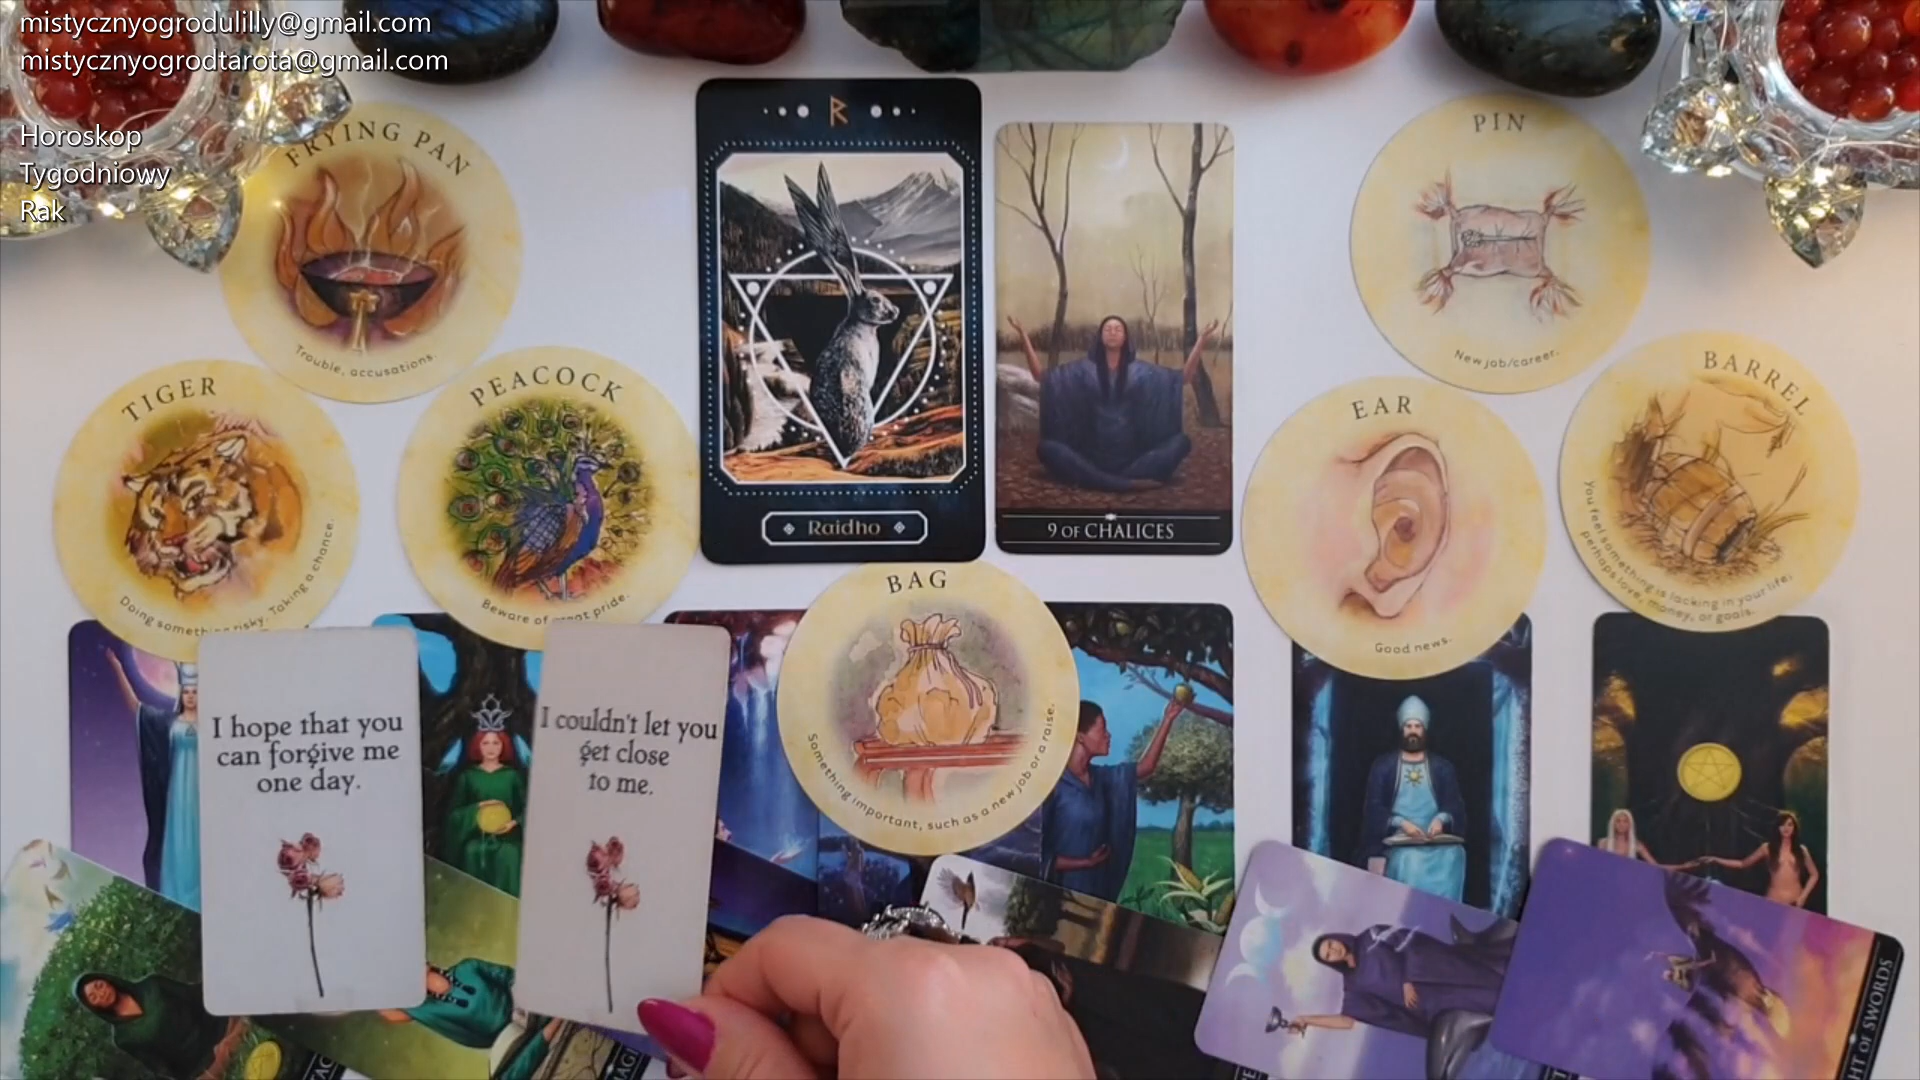 mistycznyogrodulilly@gmail.com
mistycznyogrodtarota@gmail.com
Horoskop
Tygodniowy
Rak
FRYING PAN
Trouble, accusations.
TIGER
Doing something risky. Taking a chance.
PEACOCK
Beware of great pride.
R
Raidho
9 OF CHALICES
PIN
New job/career.
EAR
Good news.
BARREL
You feel something is lacking in your life;
perhaps love, money, or goals.
BAG
Something important, such as a new job or a raise.
I hope that you
can forgive me
one day.
I couldn't let you
get close
to me.
OF SWORDS